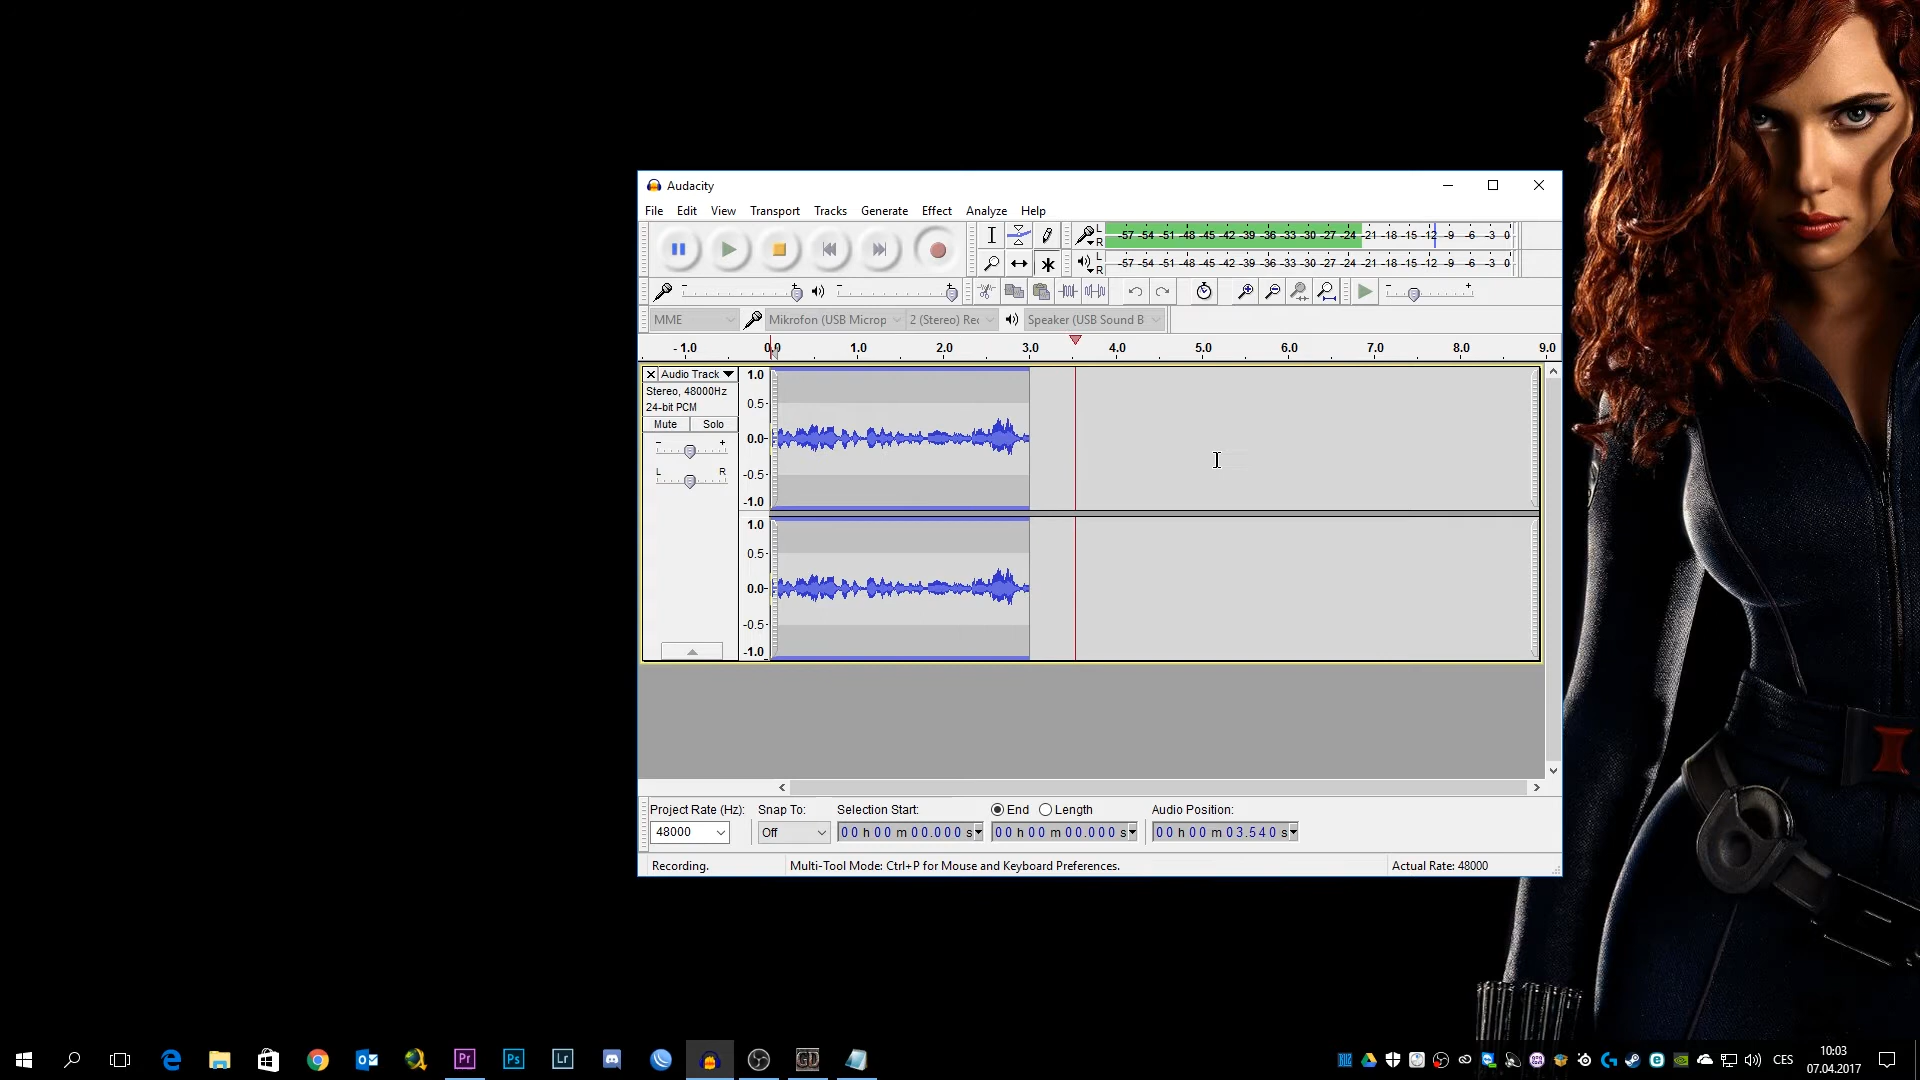 Audacity
File Edit View Transport Tracks Generate Effect Analyze Help
L
R
-57 -54 -51 -48 -45 -42 -39 -36 -33 -30 -27 -24 -21 -18 -15 -12 -9 -6 -3 0
L
R
-57 -54 -51 -48 -45 -42 -39 -36 -33 -30 -27 -24 -21 -18 -15 -12 -9 -6 -3 0
- + - + - +
MME Mikrofon (USB Microp 2 (Stereo) Rec Speaker (USB Sound B
- 1.0 0.0 1.0 2.0 3.0 4.0 5.0 6.0 7.0 8.0 9.0
Audio Track
Stereo, 48000Hz
24-bit PCM
Mute Solo
- +
L R
1.0
0.5
0.0
-0.5
-1.0
1.0
0.5
0.0
-0.5
-1.0
Project Rate (Hz): Snap To: Selection Start: End Length Audio Position:
48000 Off 00 h 00 m 00.000 s 00 h 00 m 00.000 s 00 h 00 m 03.540 s
Recording. Multi-Tool Mode: Ctrl+P for Mouse and Keyboard Preferences. Actual Rate: 48000
Pr Ps Lr GD
CES
10:03
07.04.2017